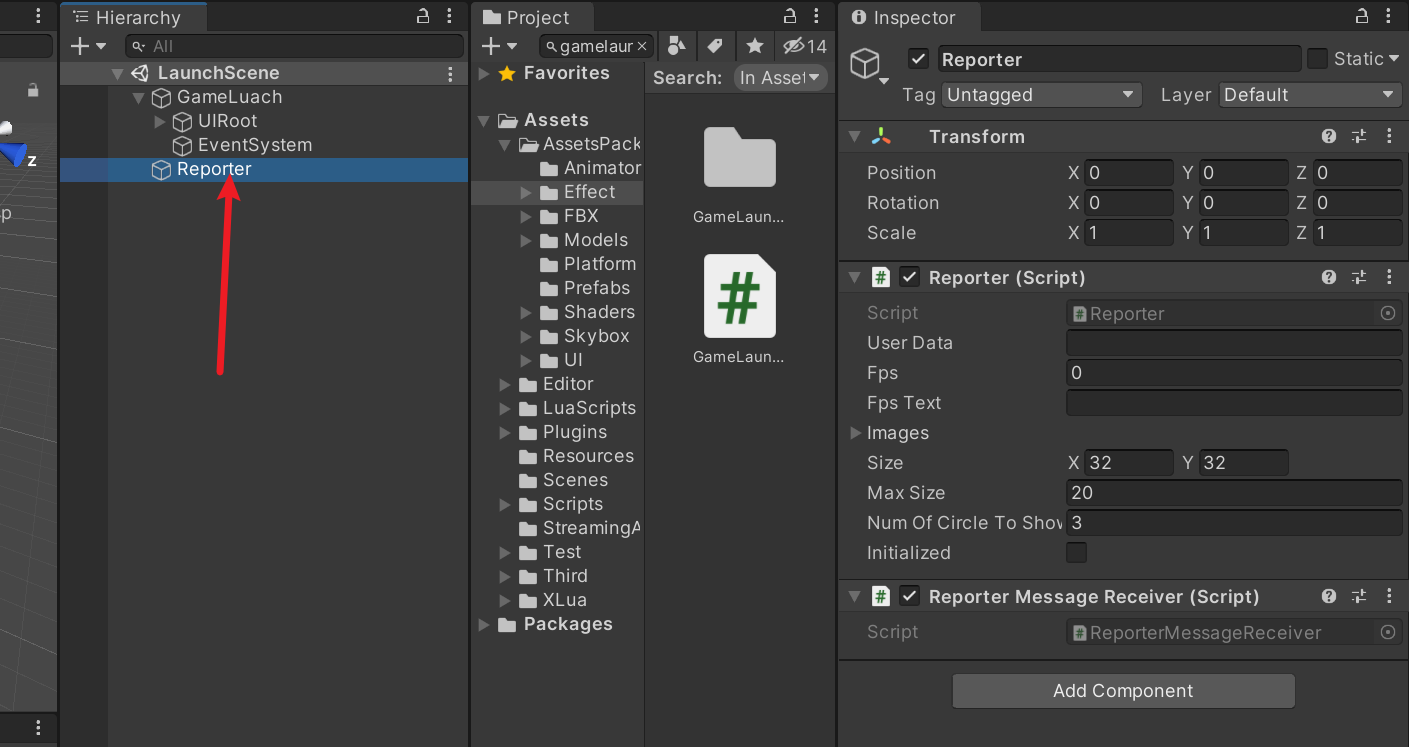 Hierarchy
All
LaunchScene
GameLuach
UIRoot
EventSystem
Reporter
z
Project
gamelaur
14
Favorites
Assets
AssetsPack
Animator
Effect
FBX
Models
Platform
Prefabs
Shaders
Skybox
UI
Editor
LuaScripts
Plugins
Resources
Scenes
Scripts
StreamingA
Test
Third
XLua
Packages
Search: In Asset
GameLaun...
#
GameLaun...
Inspector
Reporter
Static
Tag Untagged Layer Default
Transform
Position X 0 Y 0 Z 0
Rotation X 0 Y 0 Z 0
Scale X 1 Y 1 Z 1
# Reporter (Script)
Script # Reporter
User Data
Fps 0
Fps Text
Images
Size X 32 Y 32
Max Size 20
Num Of Circle To Show 3
Initialized
# Reporter Message Receiver (Script)
Script # ReporterMessageReceiver
Add Component